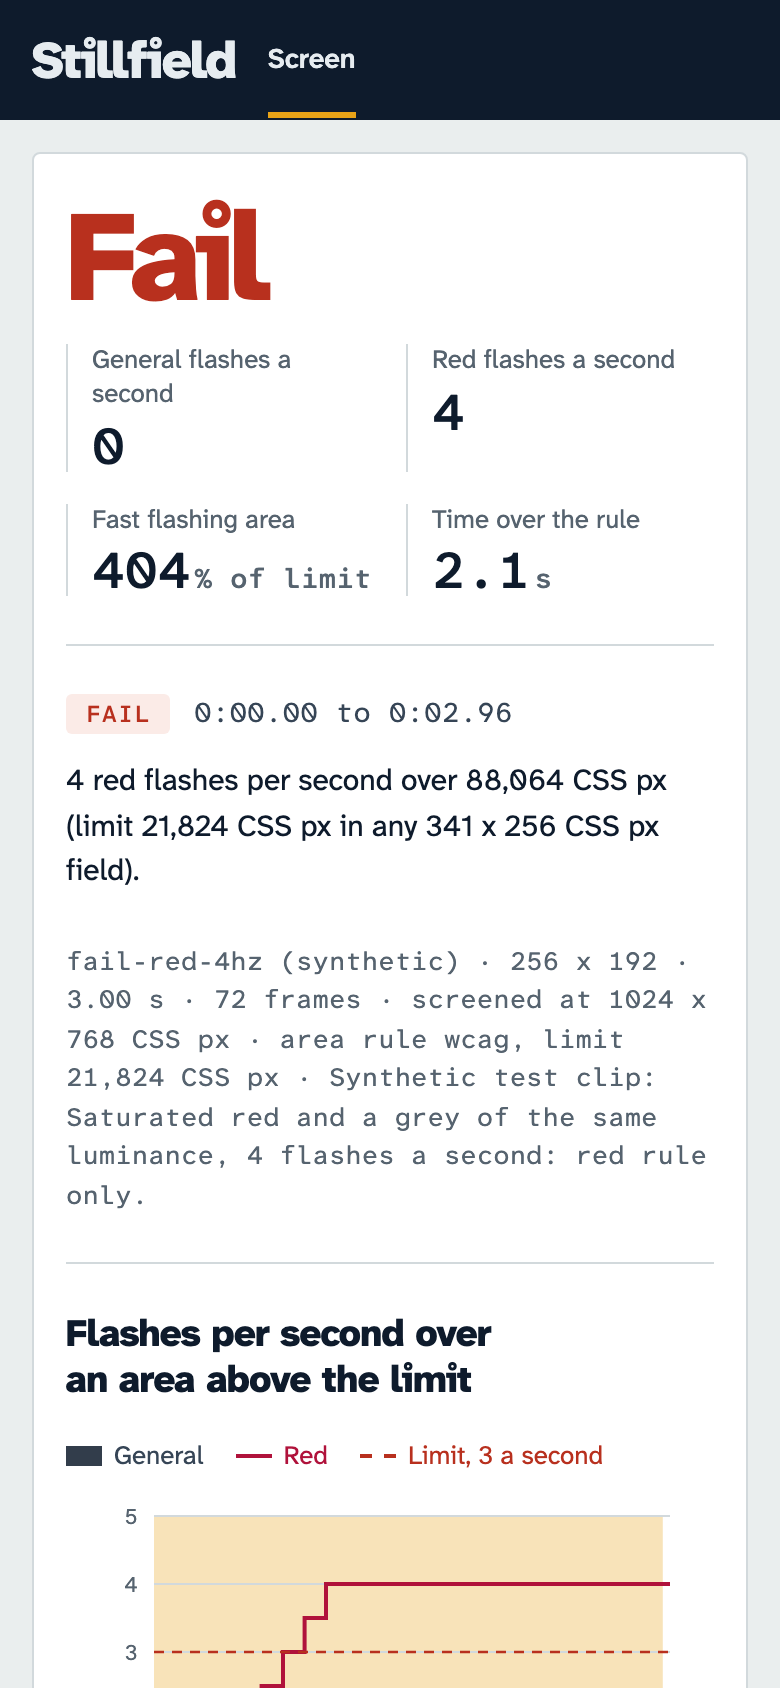 Stillfield Screen
Fail
General flashes a
second
0
Red flashes a second
4
Fast flashing area
404% of limit
Time over the rule
2.1 s
FAIL 0:00.00 to 0:02.96
4 red flashes per second over 88,064 CSS px
(limit 21,824 CSS px in any 341 x 256 CSS px
field).
fail-red-4hz (synthetic) · 256 x 192 ·
3.00 s · 72 frames · screened at 1024 x
768 CSS px · area rule wcag, limit
21,824 CSS px · Synthetic test clip:
Saturated red and a grey of the same
luminance, 4 flashes a second: red rule
only.
Flashes per second over
an area above the limit
General Red Limit, 3 a second
5
4
3